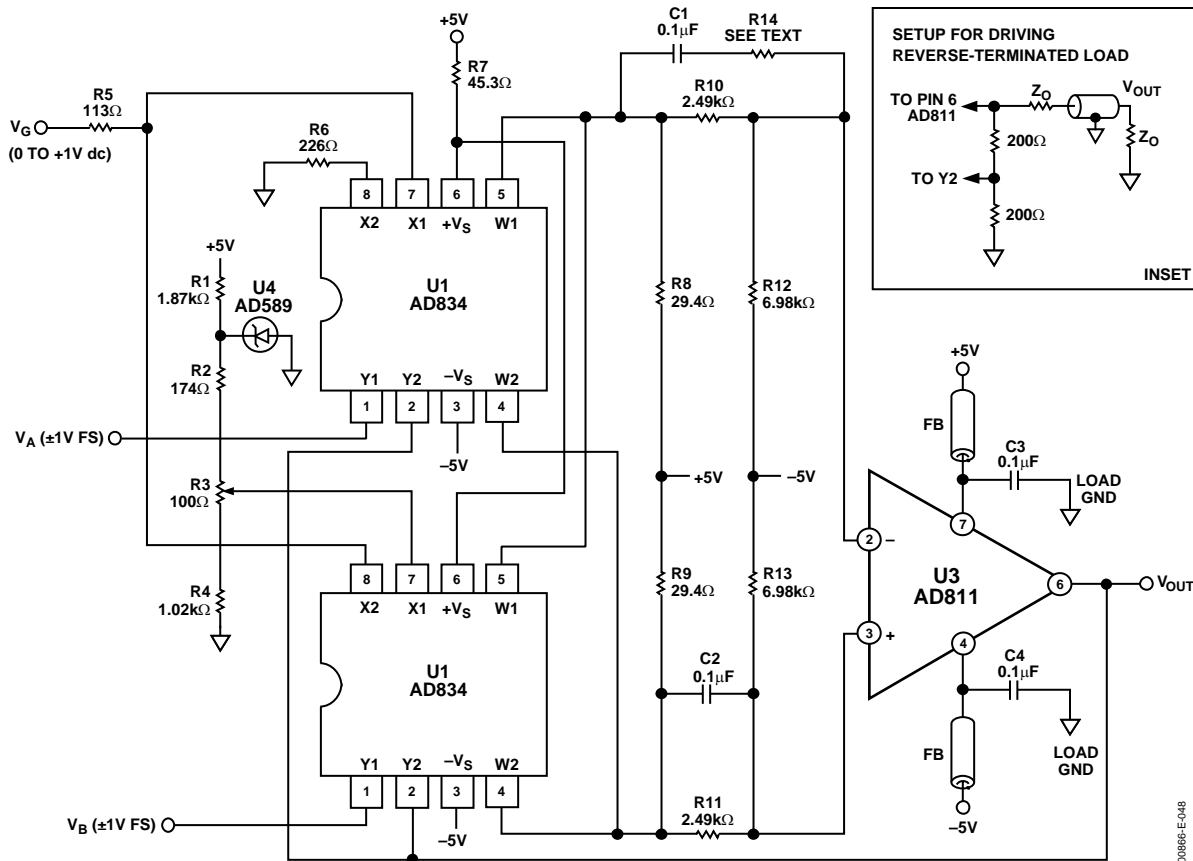 +5V
R7
45.3Ω
C1
0.1μF
R14
SEE TEXT
R10
2.49kΩ
R5
113Ω
VG
(0 TO +1V dc)
R6
226Ω
8
7
6
5
X2
X1
+VS
W1
U1
AD834
+5V
R1
1.87kΩ
U4
AD589
R2
174Ω
Y1
Y2
–VS
W2
1
2
3
4
–5V
VA (±1V FS)
R3
100Ω
R4
1.02kΩ
8
7
6
5
X2
X1
+VS
W1
U1
AD834
Y1
Y2
–VS
W2
1
2
3
4
–5V
VB (±1V FS)
R8
29.4Ω
R12
6.98kΩ
+5V
–5V
R9
29.4Ω
R13
6.98kΩ
C2
0.1μF
R11
2.49kΩ
SETUP FOR DRIVING
REVERSE-TERMINATED LOAD
TO PIN 6
AD811
ZO
VOUT
200Ω
ZO
TO Y2
200Ω
INSET
+5V
FB
C3
0.1μF
LOAD
GND
7
2
–
U3
AD811
6
VOUT
3
+
4
C4
0.1μF
LOAD
GND
FB
–5V
00866-E-048